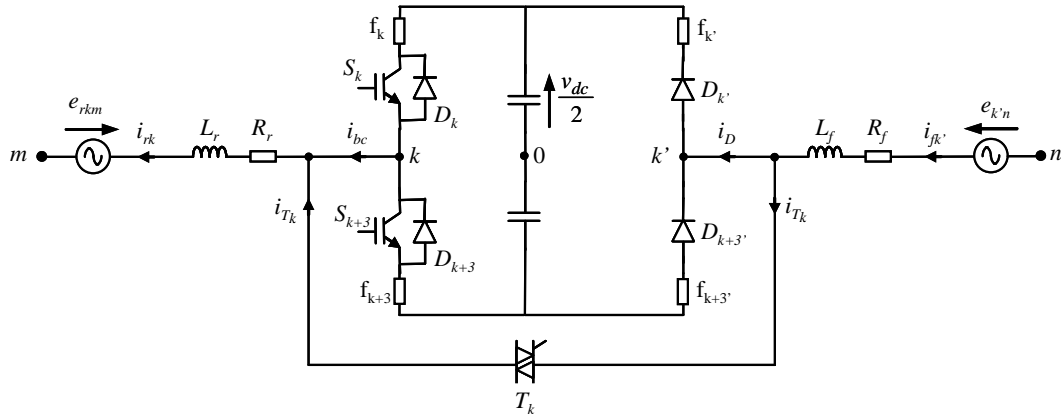 f_k
f_k’
S_k
v_dc
2
D_k
D_k’
e_rkm
e_k’n
i_rk
L_r
R_r
i_bc
i_D
L_f
R_f
i_fk’
m
k
0
k’
n
i_Tk
S_k+3
i_Tk
D_k+3
D_k+3’
f_k+3
f_k+3’
T_k